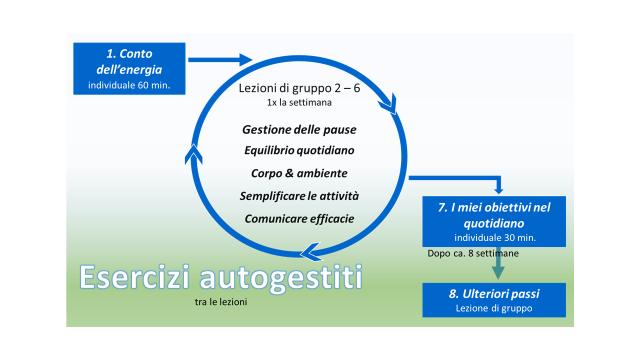 1. Conto
dell'energia
individuale 60 min.
Lezioni di gruppo 2 – 6
1x la settimana
Gestione delle pause
Equilibrio quotidiano
Corpo & ambiente
Semplificare le attività
Comunicare efficacie
7. I miei obiettivi nel
quotidiano
individuale 30 min.
Dopo ca. 8 settimane
8. Ulteriori passi
Lezione di gruppo
Esercizi autogestiti
tra le lezioni